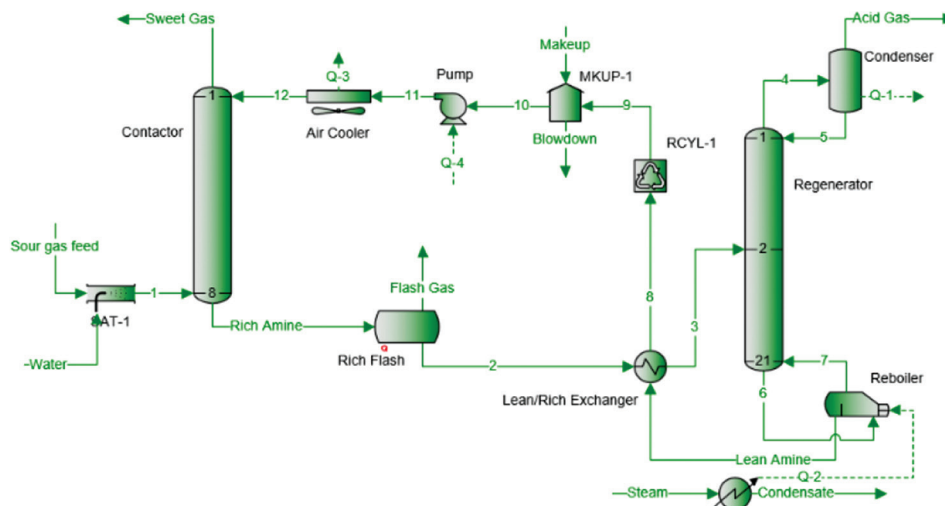 Sweet Gas
Acid Gas
Condenser
Makeup
MKUP-1
Q-3
Pump
4
Q-1
1
12
11
10
9
5
1
Contactor
Air Cooler
Blowdown
RCYL-1
Q-4
Regenerator
Sour gas feed
2
1
8
Flash Gas
8
3
SAT-1
Rich Amine
Water
Rich Flash
2
21
7
6
Reboiler
Lean/Rich Exchanger
Lean Amine
Q-2
Steam
Condensate